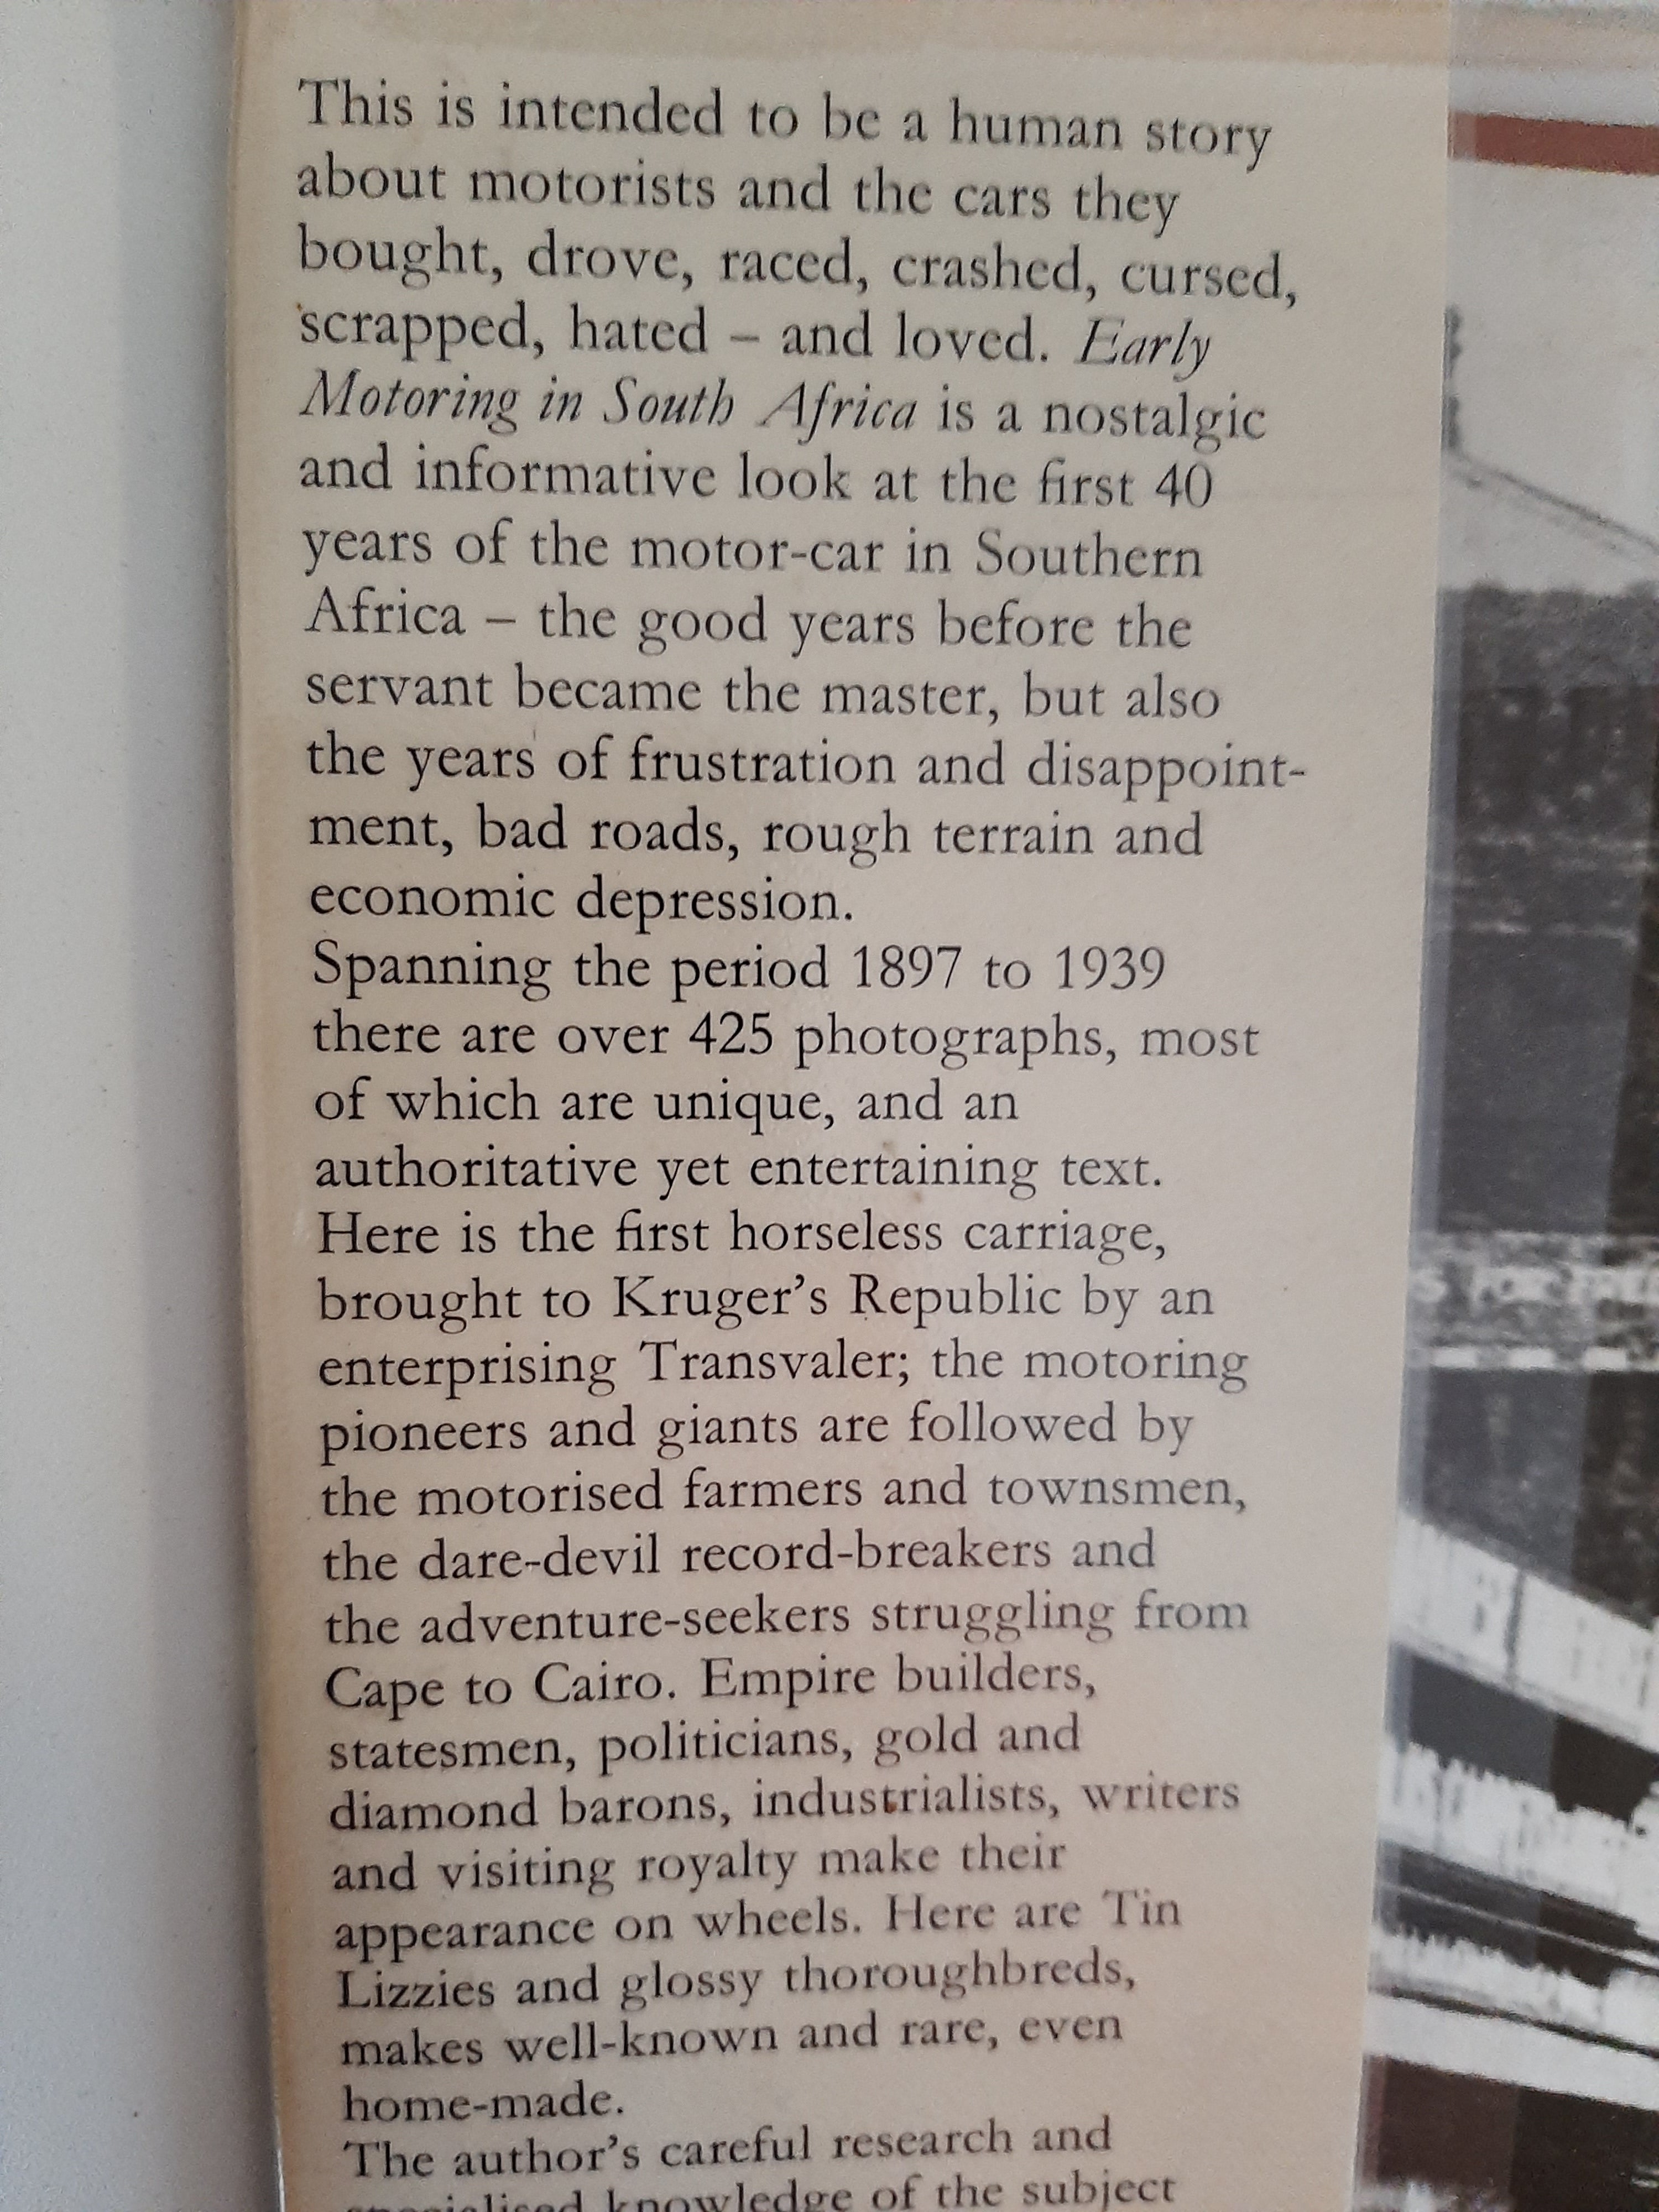 This is intended to be a human story
about motorists and the cars they
bought, drove, raced, crashed, cursed,
scrapped, hated – and loved. Early
Motoring in South Africa is a nostalgic
and informative look at the first 40
years of the motor-car in Southern
Africa – the good years before the
servant became the master, but also
the years of frustration and disappoint-
ment, bad roads, rough terrain and
economic depression.
Spanning the period 1897 to 1939
there are over 425 photographs, most
of which are unique, and an
authoritative yet entertaining text.
Here is the first horseless carriage,
brought to Kruger's Republic by an
enterprising Transvaler; the motoring
pioneers and giants are followed by
the motorised farmers and townsmen,
the dare-devil record-breakers and
the adventure-seekers struggling from
Cape to Cairo. Empire builders,
statesmen, politicians, gold and
diamond barons, industrialists, writers
and visiting royalty make their
appearance on wheels. Here are Tin
Lizzies and glossy thoroughbreds,
makes well-known and rare, even
home-made.
The author's careful research and
specialised knowledge of the subject